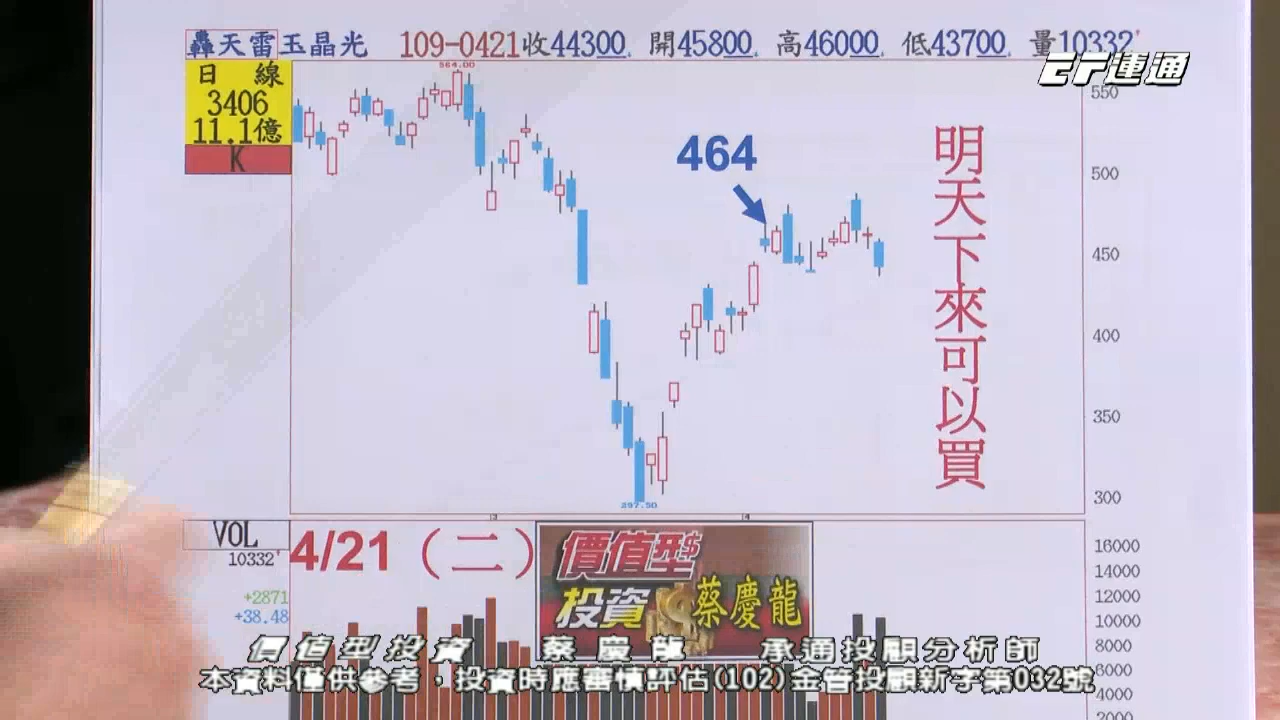 轟天雷玉晶光 109-0421收44300 開45800 高46000 低43700 量10332'
EF連通
日 線
3406
11.1億
K
564.00
550
500
450
400
350
300
464
明天下來可以買
297.50
3
4
VOL
10332'
+2871
+38.48
4/21（二）
價值型$
投資
蔡慶龍
16000
14000
12000
10000
8000
6000
4000
2000
價值型投資 蔡慶龍 承通投顧分析師
本資料僅供參考，投資時應審慎評估(102)金管投顧新字第032號